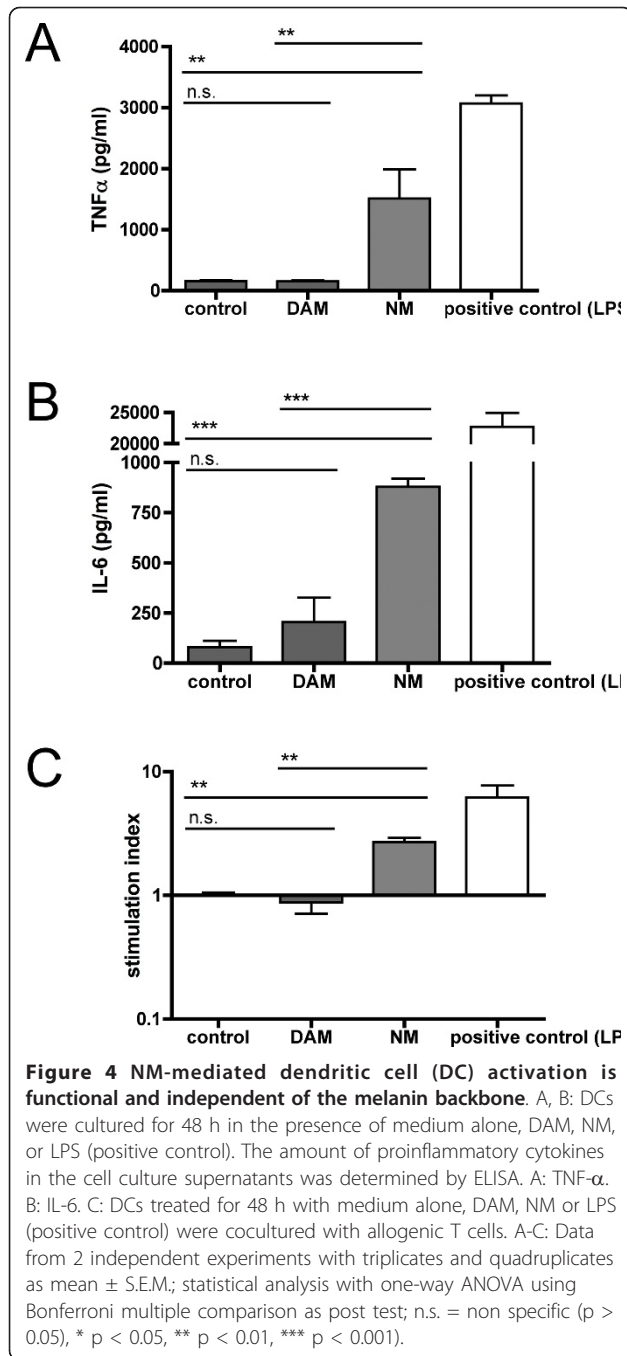 A
4000
3000
2000
1000
0
TNFα (pg/ml)
**
**
n.s.
control DAM NM positive control (LPS
B
25000
20000
1000
750
500
250
0
IL-6 (pg/ml)
***
***
n.s.
control DAM NM positive control (LP
C
10
1
0.1
stimulation index
**
**
n.s.
control DAM NM positive control (LP
Figure 4 NM-mediated dendritic cell (DC) activation is
functional and independent of the melanin backbone. A, B: DCs
were cultured for 48 h in the presence of medium alone, DAM, NM,
or LPS (positive control). The amount of proinflammatory cytokines
in the cell culture supernatants was determined by ELISA. A: TNF-α.
B: IL-6. C: DCs treated for 48 h with medium alone, DAM, NM or LPS
(positive control) were cocultured with allogenic T cells. A-C: Data
from 2 independent experiments with triplicates and quadruplicates
as mean ± S.E.M.; statistical analysis with one-way ANOVA using
Bonferroni multiple comparison as post test; n.s. = non specific (p >
0.05), * p < 0.05, ** p < 0.01, *** p < 0.001).